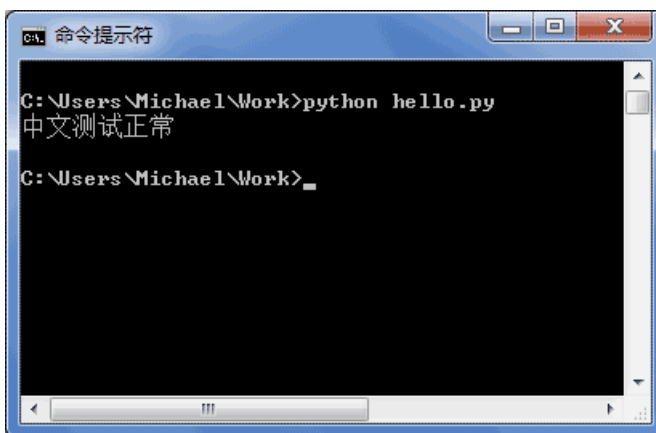 命令提示符
C:\Users\Michael\Work>python hello.py
中文测试正常
C:\Users\Michael\Work>_